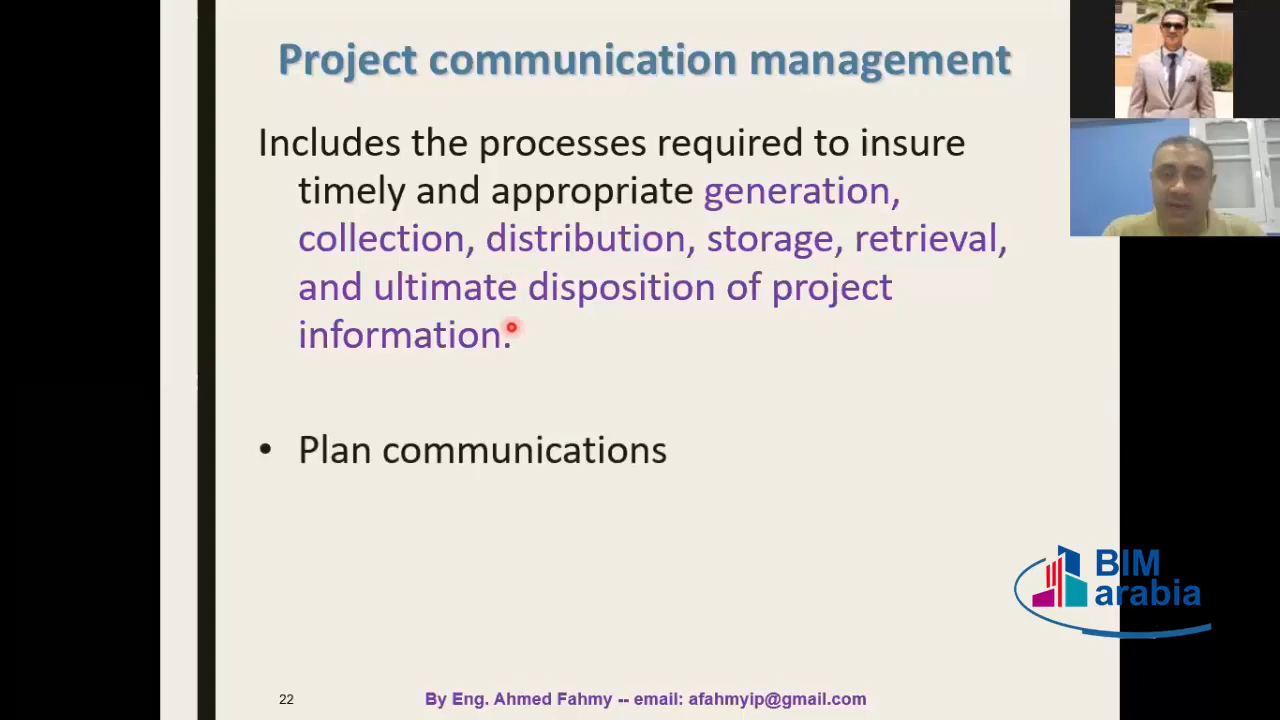 Project communication management
Includes the processes required to insure
timely and appropriate generation,
collection, distribution, storage, retrieval,
and ultimate disposition of project
information.
• Plan communications
BIM
arabia
22
By Eng. Ahmed Fahmy -- email: afahmyip@gmail.com